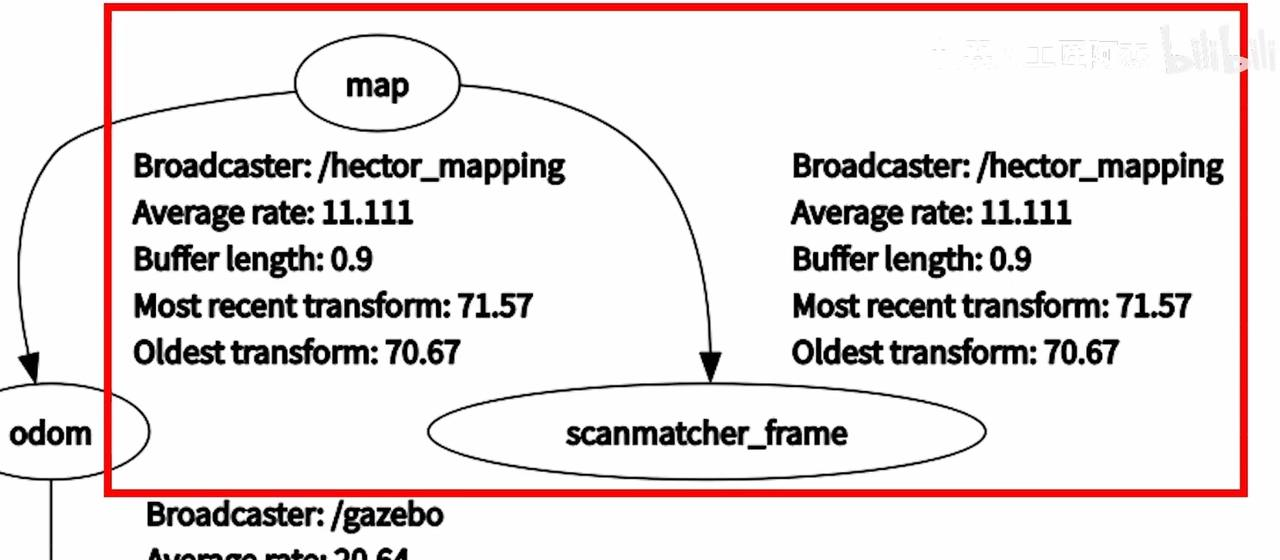 map
Broadcaster: /hector_mapping
Average rate: 11.111
Buffer length: 0.9
Most recent transform: 71.57
Oldest transform: 70.67
Broadcaster: /hector_mapping
Average rate: 11.111
Buffer length: 0.9
Most recent transform: 71.57
Oldest transform: 70.67
odom
scanmatcher_frame
Broadcaster: /gazebo
Average rate: 20.64
bilibili